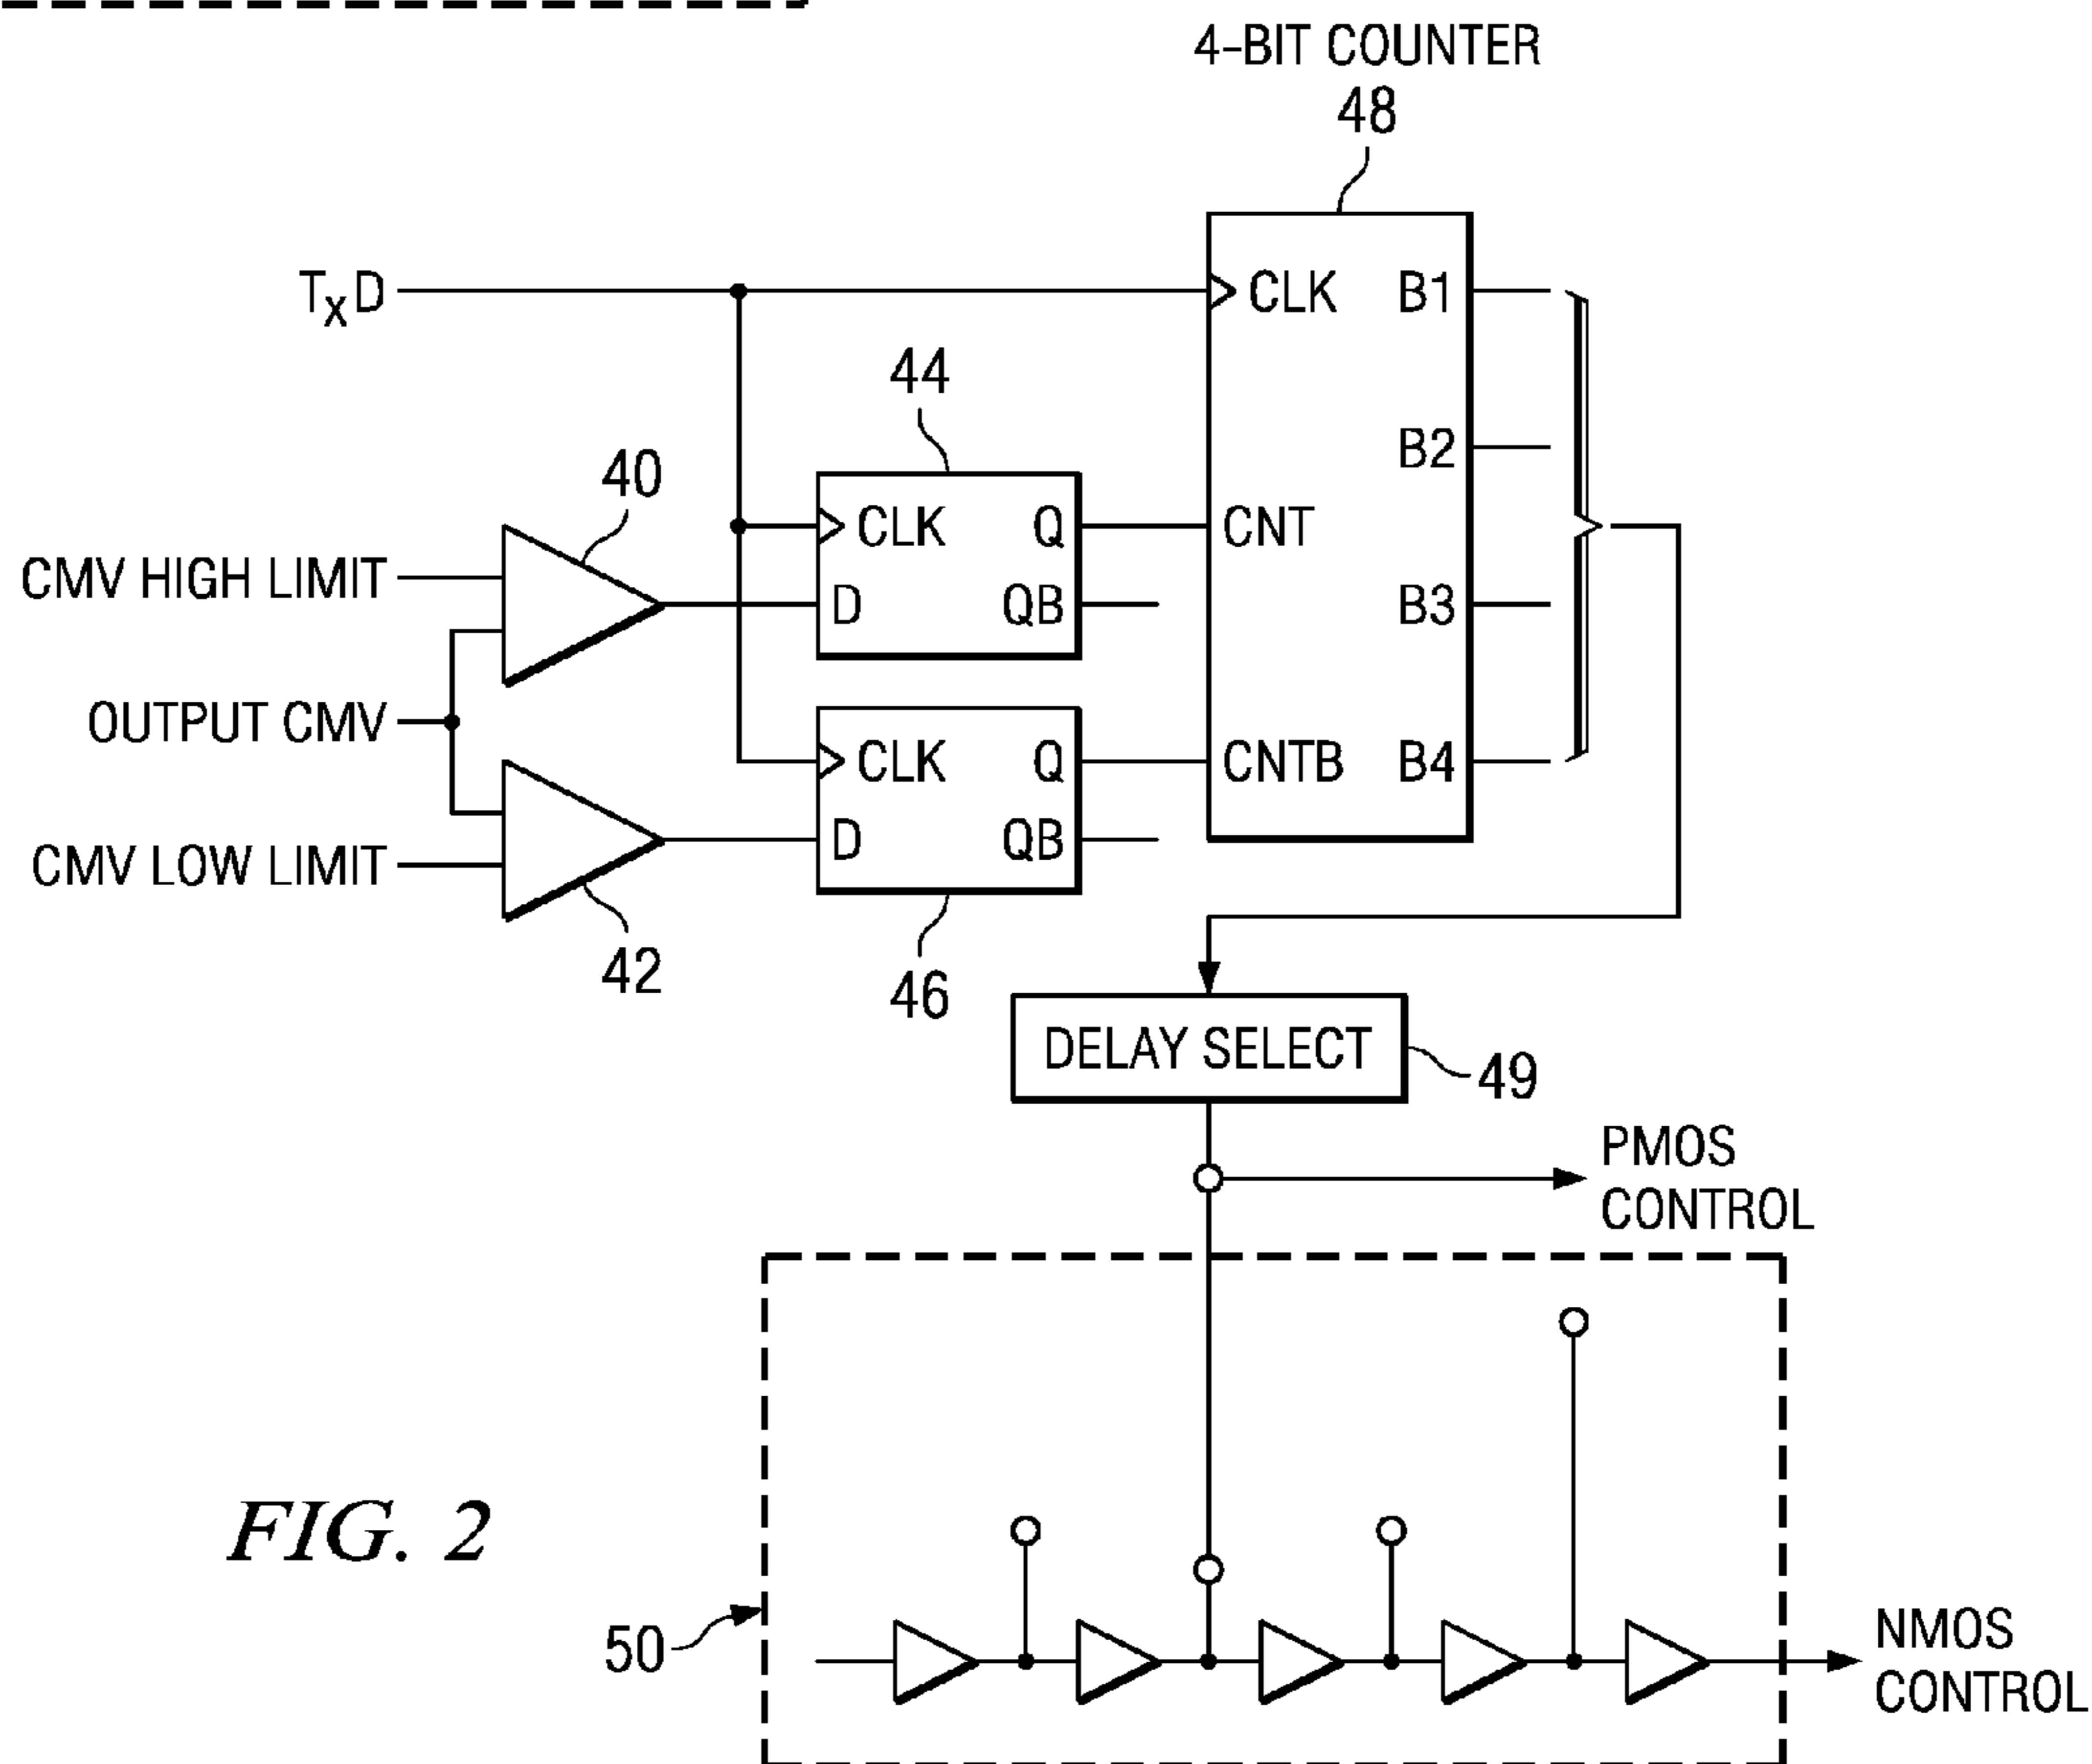 4-BIT COUNTER
48
TxD
CLK
B1
44
B2
40
CLK
Q
CNT
CMV HIGH LIMIT
D
QB
B3
OUTPUT CMV
CLK
Q
CNTB
B4
D
QB
CMV LOW LIMIT
42
46
DELAY SELECT
49
PMOS
CONTROL
FIG. 2
50
NMOS
CONTROL